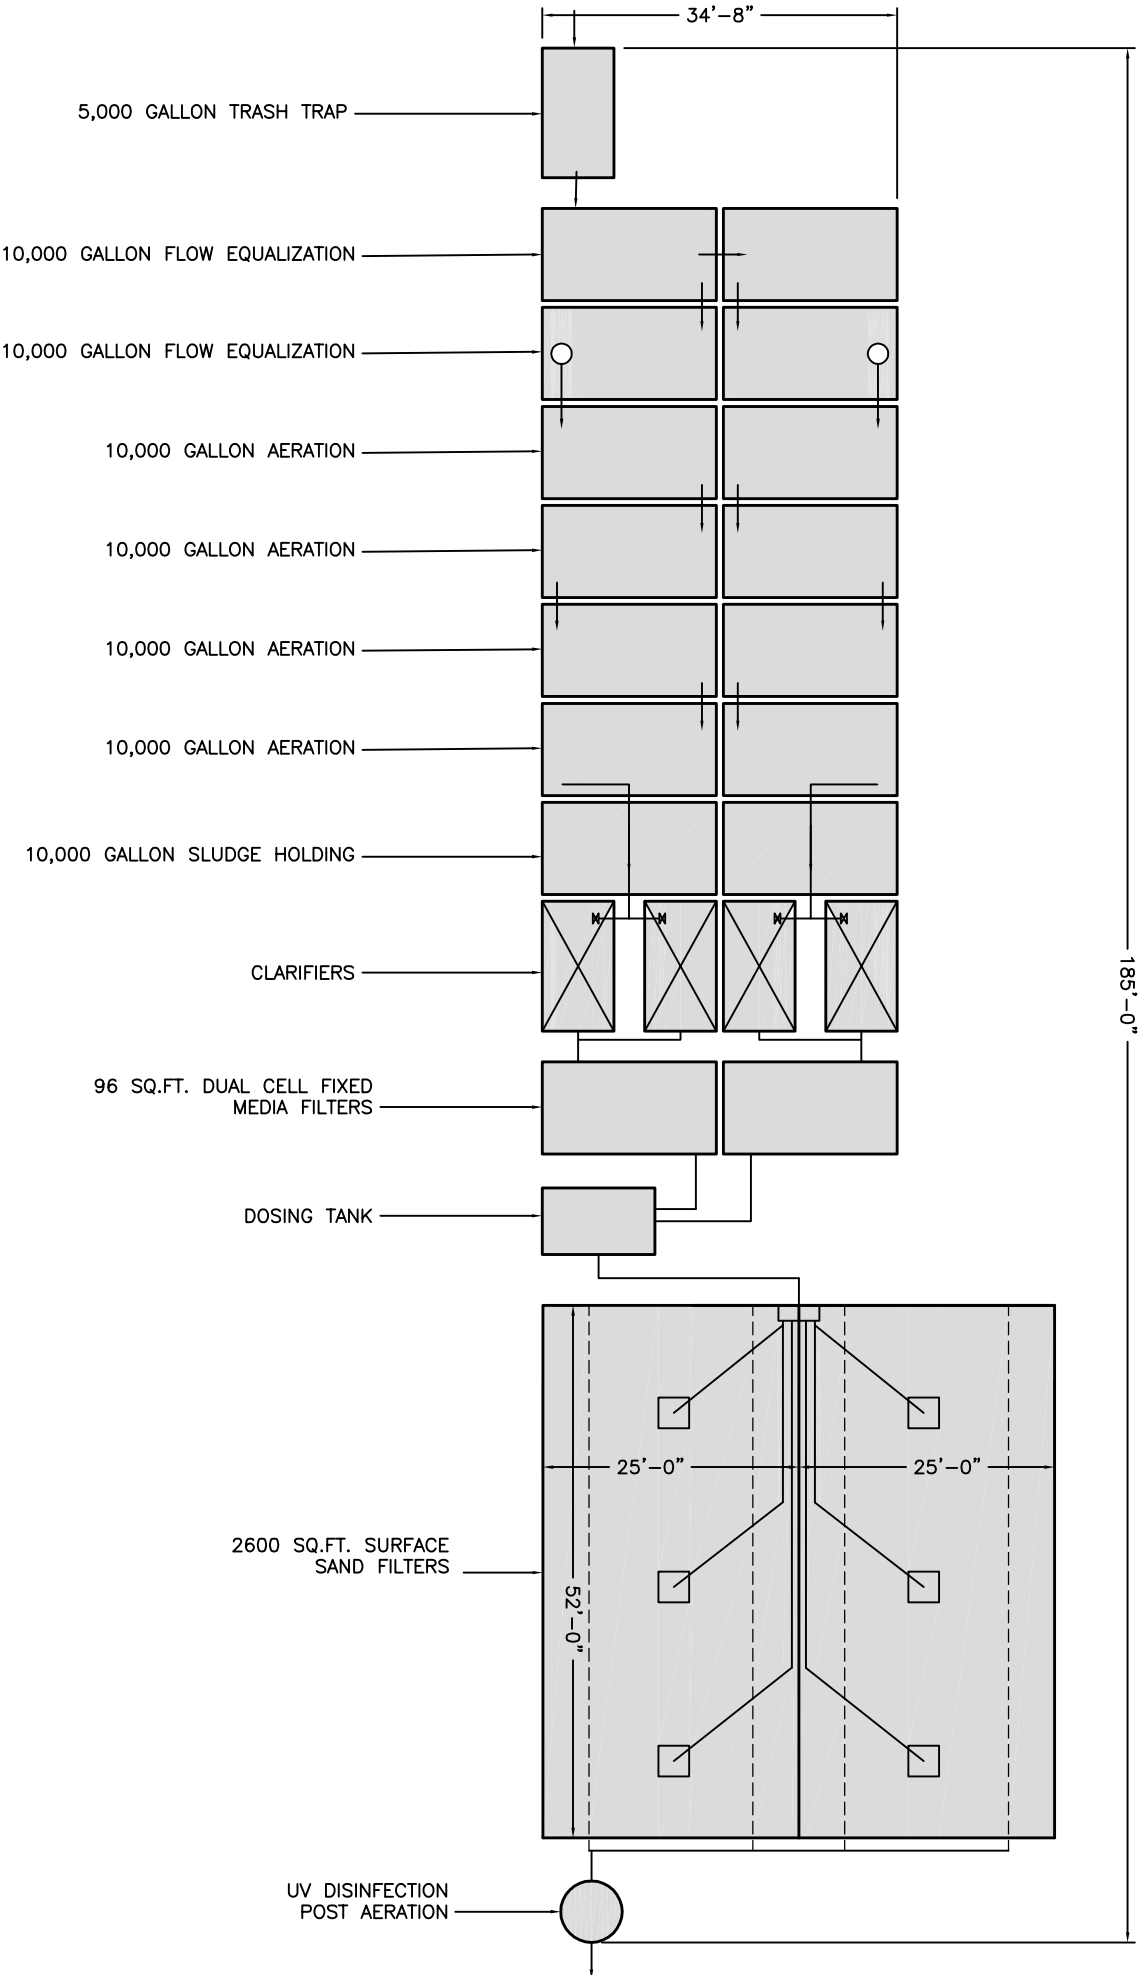 34'-8"
5,000 GALLON TRASH TRAP
10,000 GALLON FLOW EQUALIZATION
10,000 GALLON FLOW EQUALIZATION
10,000 GALLON AERATION
10,000 GALLON AERATION
10,000 GALLON AERATION
10,000 GALLON AERATION
10,000 GALLON SLUDGE HOLDING
CLARIFIERS
185'-0"
96 SQ.FT. DUAL CELL FIXED
MEDIA FILTERS
DOSING TANK
25'-0"
25'-0"
2600 SQ.FT. SURFACE
SAND FILTERS
52'-0"
UV DISINFECTION
POST AERATION